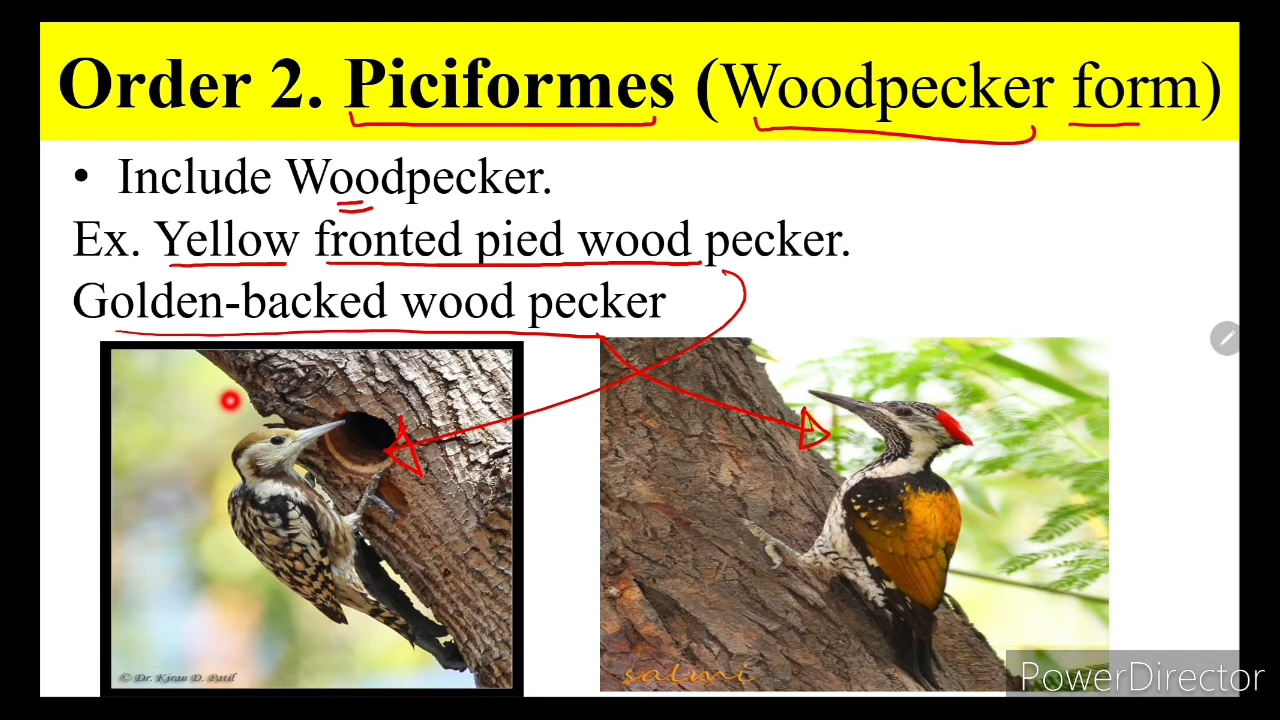 Order 2. Piciformes (Woodpecker form)
• Include Woodpecker.
Ex. Yellow fronted pied wood pecker.
Golden-backed wood pecker
© Dr. Kiran D. Patil
salmi
PowerDirector